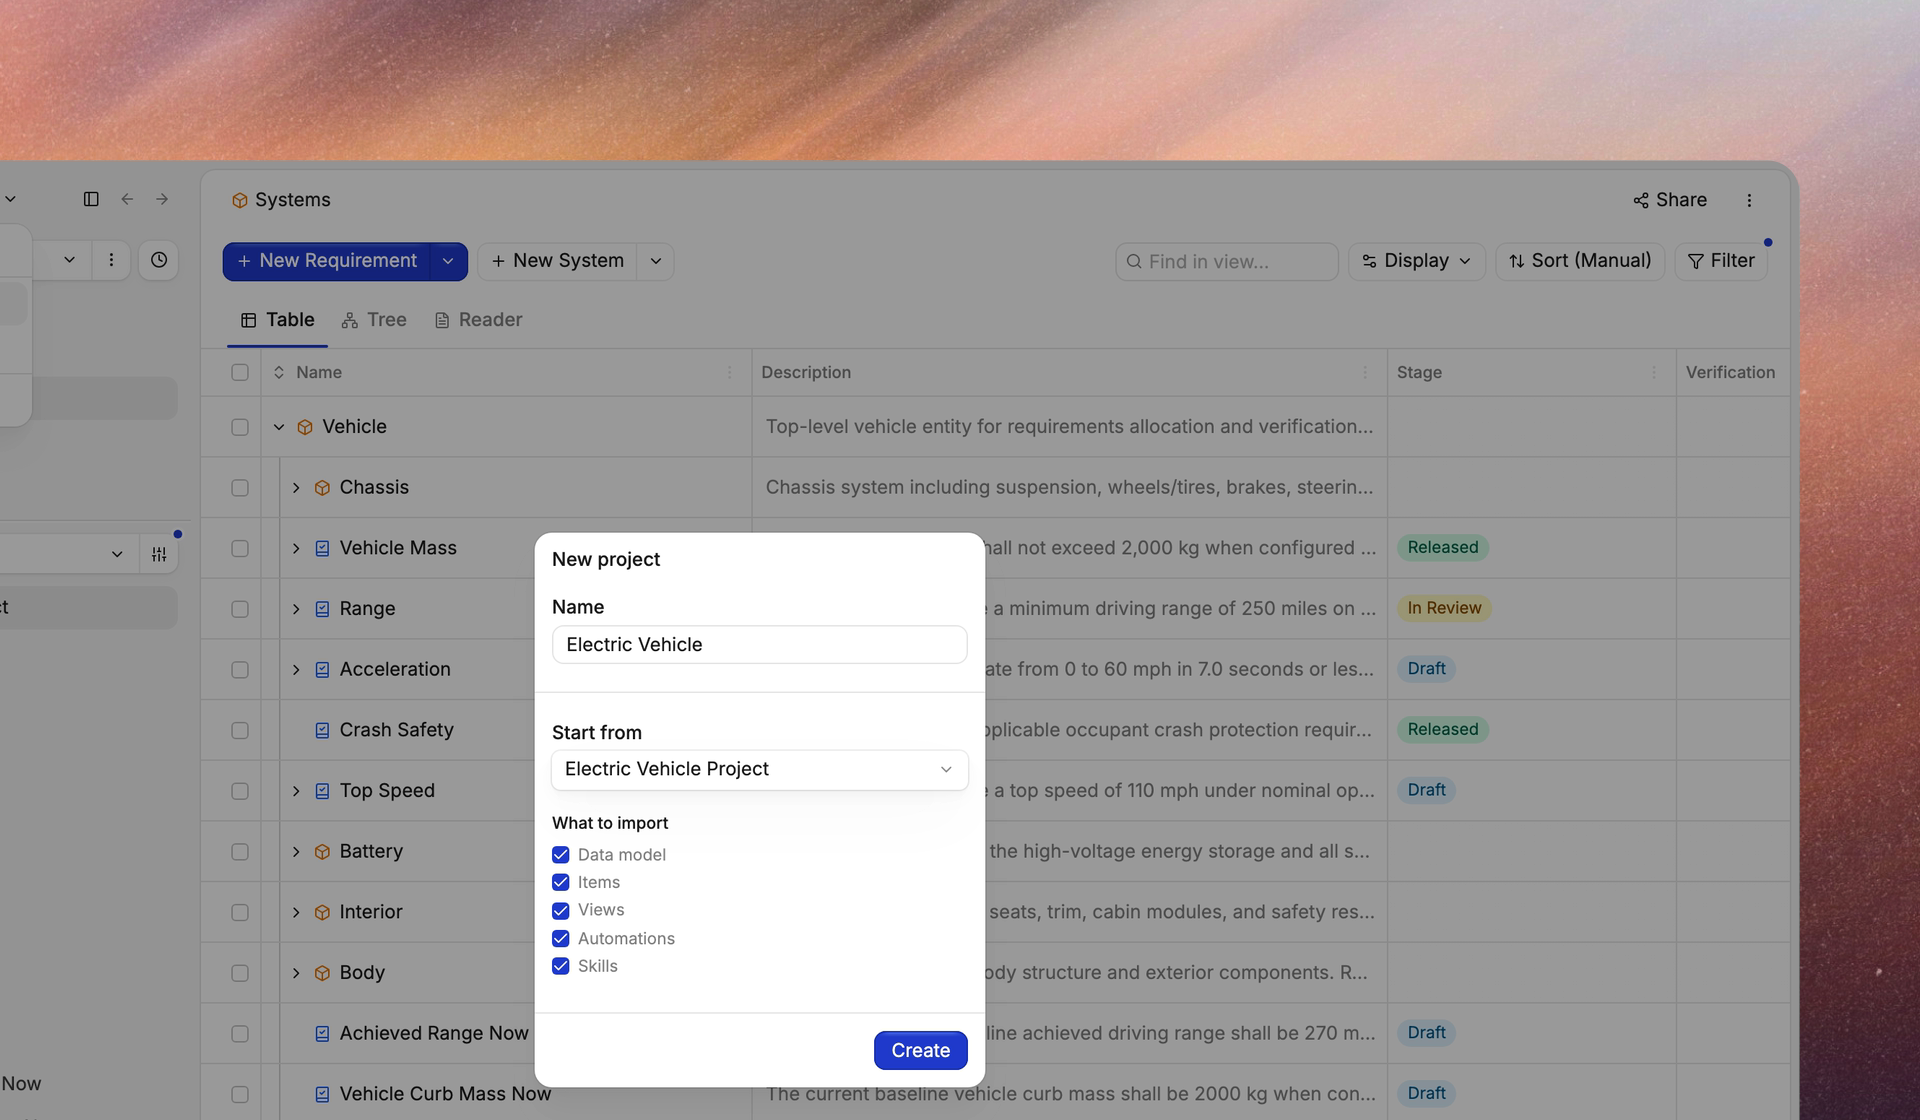 Systems
Share
New Requirement
New System
Find in view...
Display
Sort (Manual)
Filter
Table
Tree
Reader
Name
Description
Stage
Verification
Vehicle
Top-level vehicle entity for requirements allocation and verification...
Chassis
Chassis system including suspension, wheels/tires, brakes, steerin...
Vehicle Mass
not exceed 2,000 kg when configured ...
Released
Range
a minimum driving range of 250 miles on ...
In Review
Acceleration
from 0 to 60 mph in 7.0 seconds or les...
Draft
Crash Safety
occupant crash protection requir...
Released
Top Speed
a top speed of 110 mph under nominal op...
Draft
Battery
the high-voltage energy storage and all s...
Interior
seats, trim, cabin modules, and safety res...
Body
structure and exterior components. R...
Achieved Range Now
achieved driving range shall be 270 m...
Draft
Now
Vehicle Curb Mass Now
The current baseline vehicle curb mass shall be 2000 kg when con...
Draft
New project
Name
Electric Vehicle
Start from
Electric Vehicle Project
What to import
Data model
Items
Views
Automations
Skills
Create